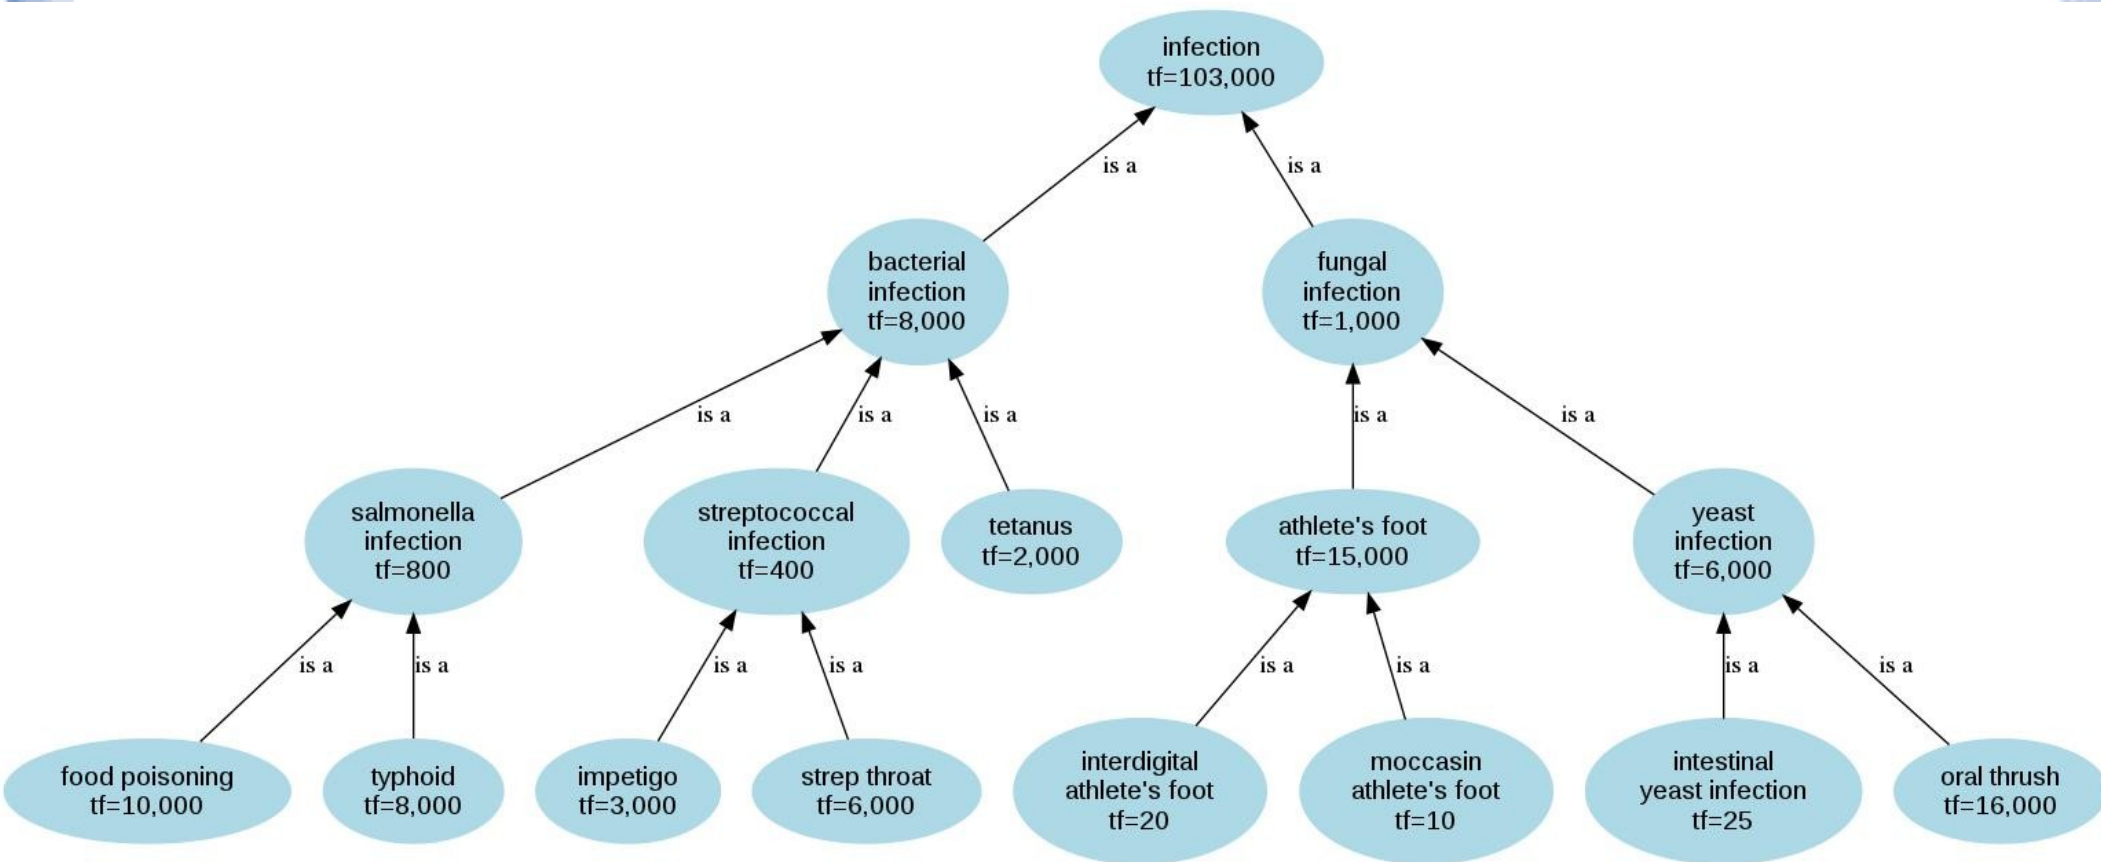 infection
tf=103,000
is a
is a
bacterial
infection
tf=8,000
fungal
infection
tf=1,000
is a
is a
is a
is a
is a
salmonella
infection
tf=800
streptococcal
infection
tf=400
tetanus
tf=2,000
athlete's foot
tf=15,000
yeast
infection
tf=6,000
is a
is a
is a
is a
is a
is a
is a
is a
food poisoning
tf=10,000
typhoid
tf=8,000
impetigo
tf=3,000
strep throat
tf=6,000
interdigital
athlete's foot
tf=20
moccasin
athlete's foot
tf=10
intestinal
yeast infection
tf=25
oral thrush
tf=16,000